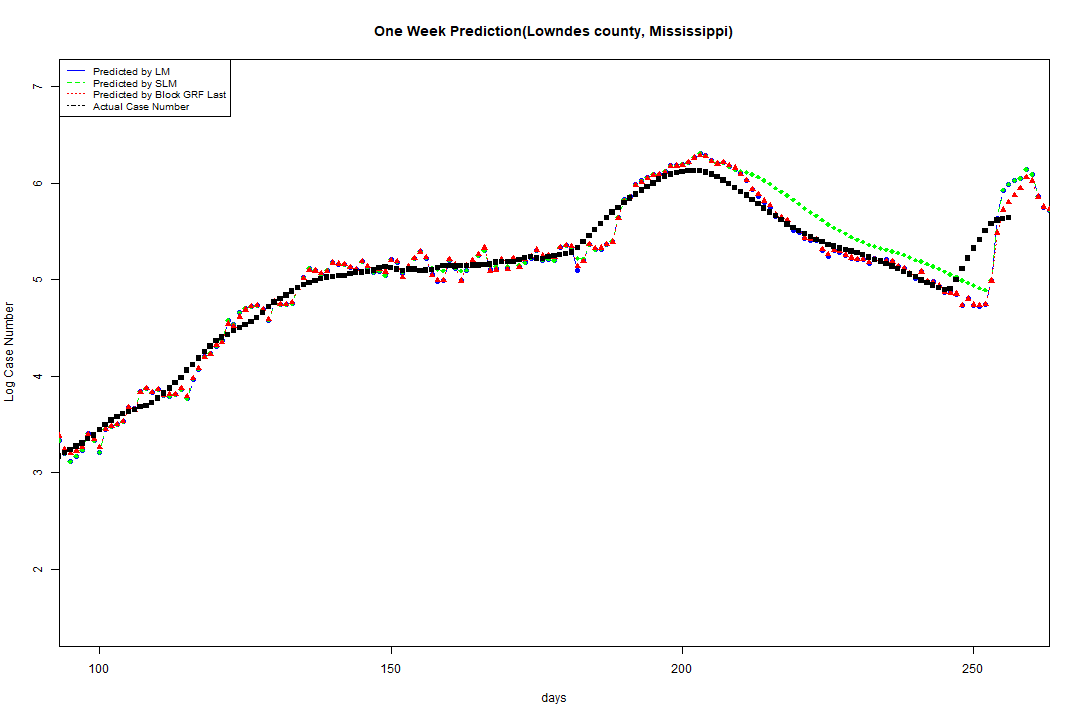 One Week Prediction(Lowndes county, Mississippi)
Predicted by LM
Predicted by SLM
Predicted by Block GRF Last
Actual Case Number
7
6
5
4
3
2
Log Case Number
100 150 200 250
days